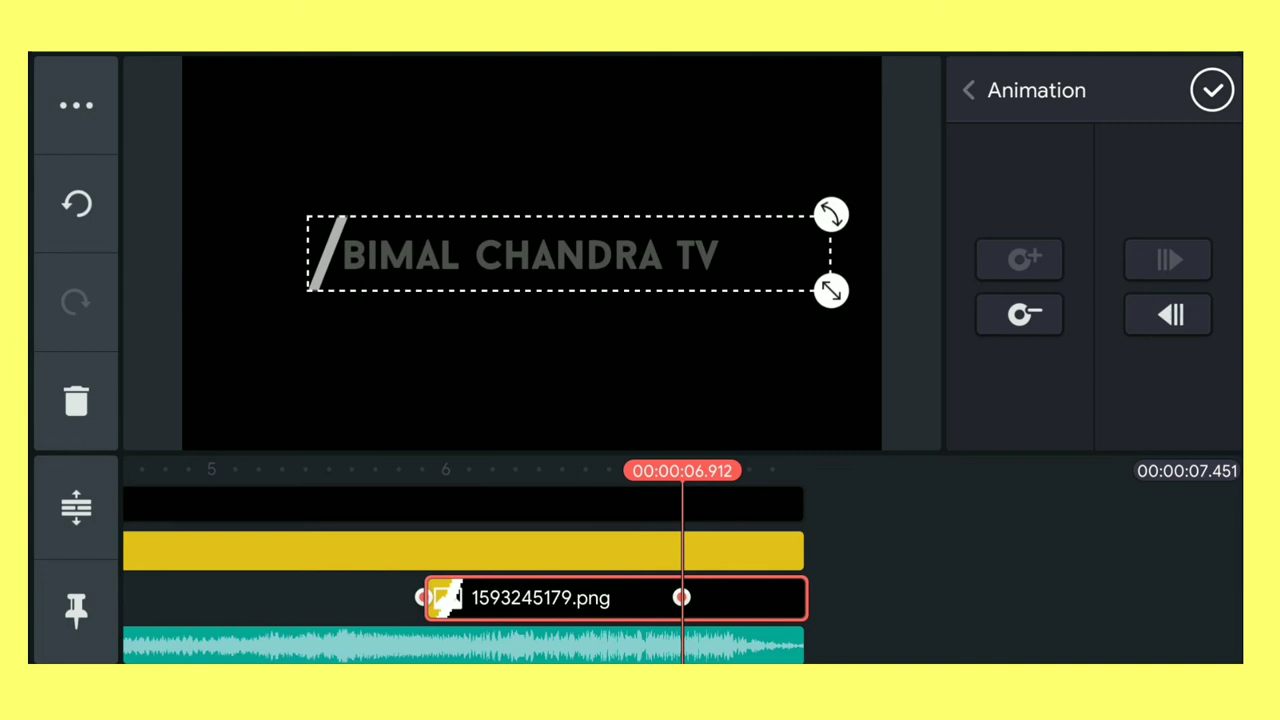 Animation
BIMAL CHANDRA TV
5
6
00:00:06.912
00:00:07.451
1593245179.png